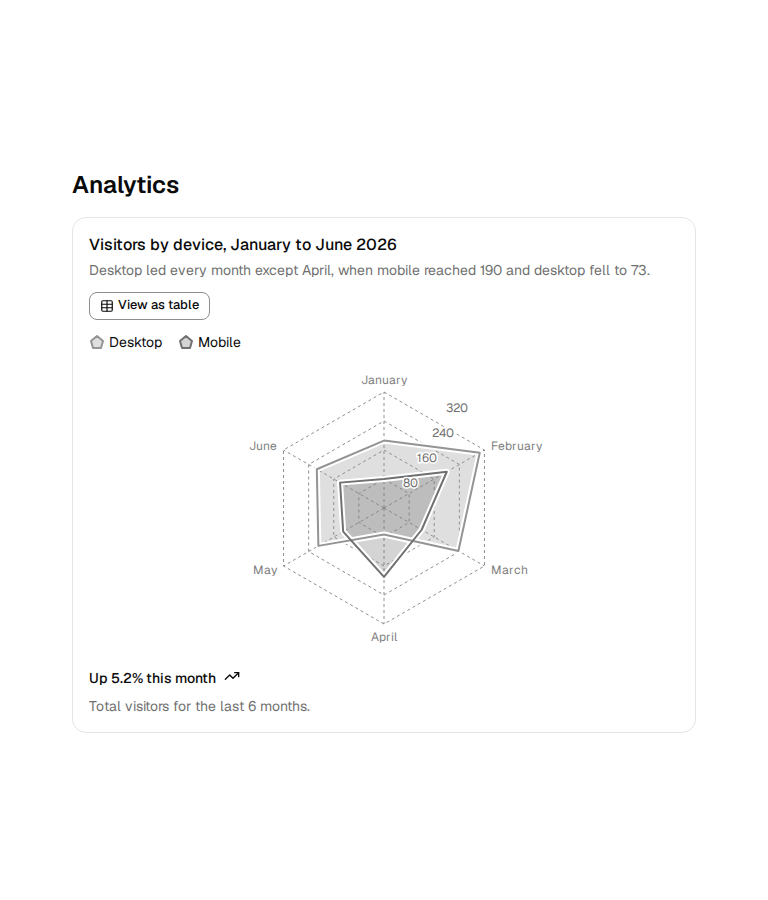 Analytics
Visitors by device, January to June 2026
Desktop led every month except April, when mobile reached 190 and desktop fell to 73.
View as table
Desktop
Mobile
January
320
240
February
June
160
80
May
March
April
Up 5.2% this month
Total visitors for the last 6 months.